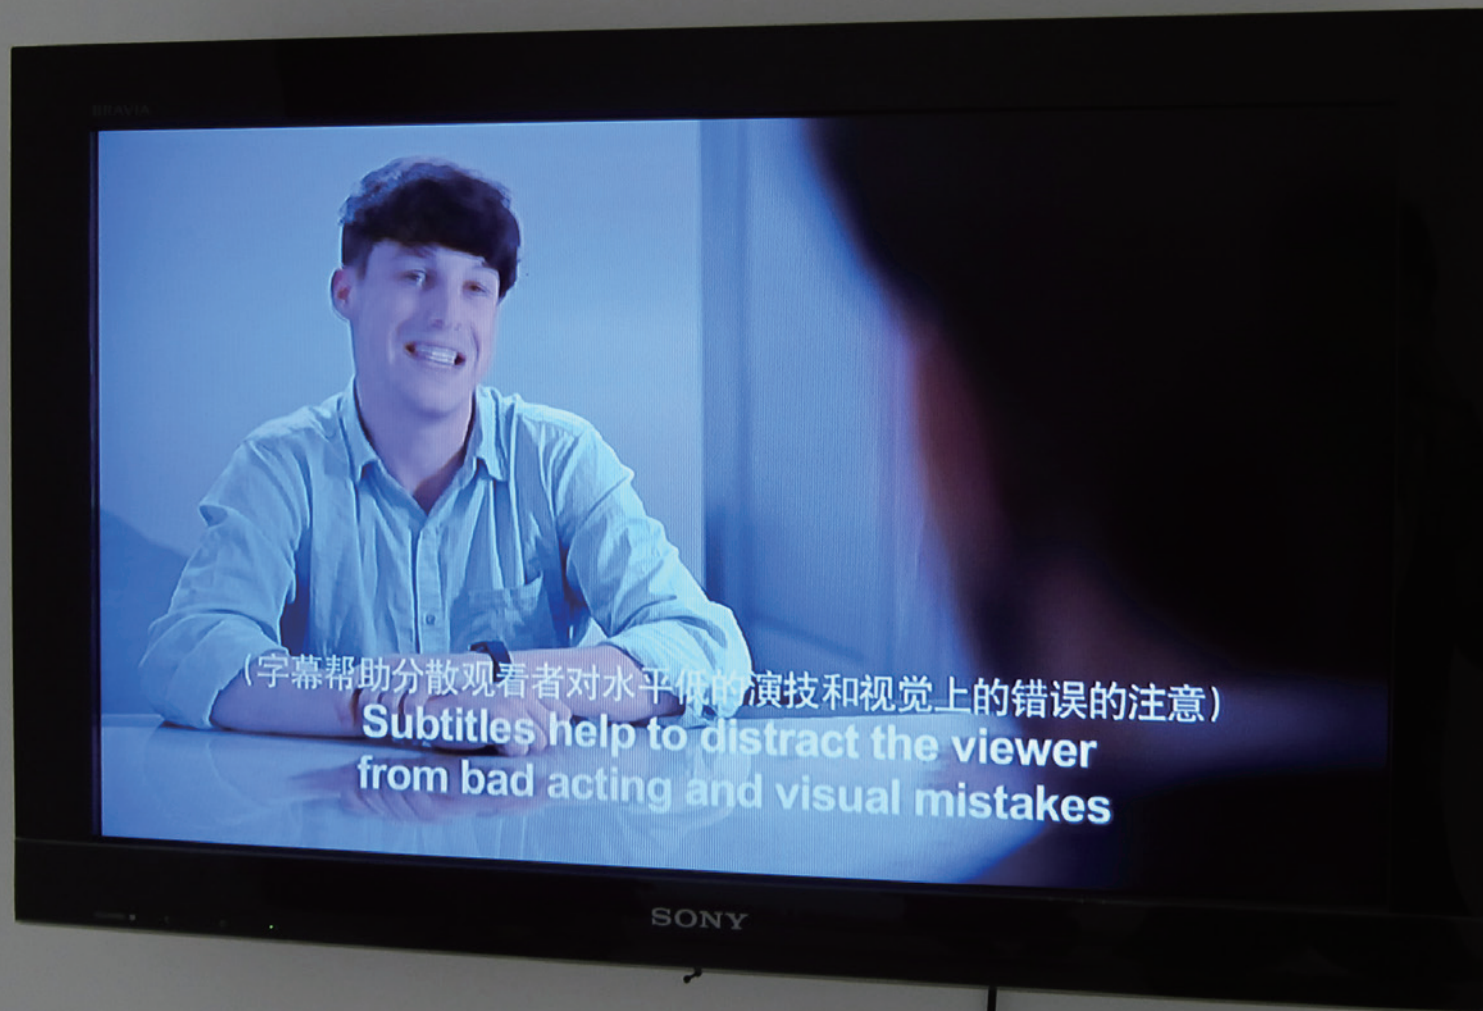 BRAVIA
(字幕帮助分散观看者对水平低的演技和视觉上的错误的注意)
Subtitles help to distract the viewer
from bad acting and visual mistakes
SONY